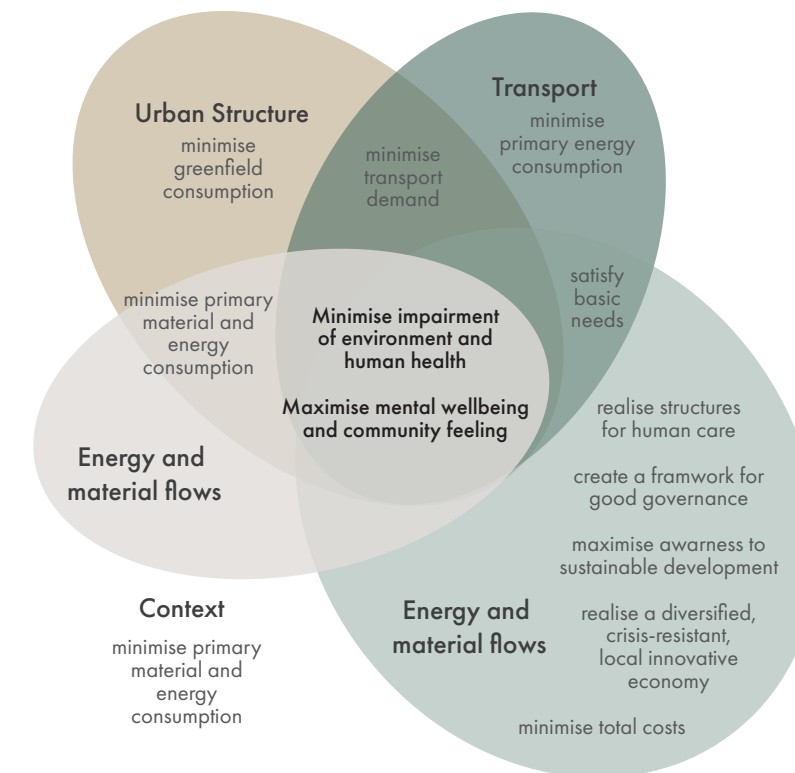 Urban Structure
minimise
greenfield
consumption
minimise
transport
demand
Transport
minimise
primary energy
consumption
satisfy
basic
needs
minimise primary
material and
energy
consumption
Minimise impairment
of environment and
human health
Maximise mental wellbeing
and community feeling
Energy and
material flows
realise structures
for human care
create a framwork for
good governance
maximise awarness to
sustainable development
realise a diversified,
crisis-resistant,
local innovative
economy
minimise total costs
Energy and
material flows
Context
minimise primary
material and
energy
consumption